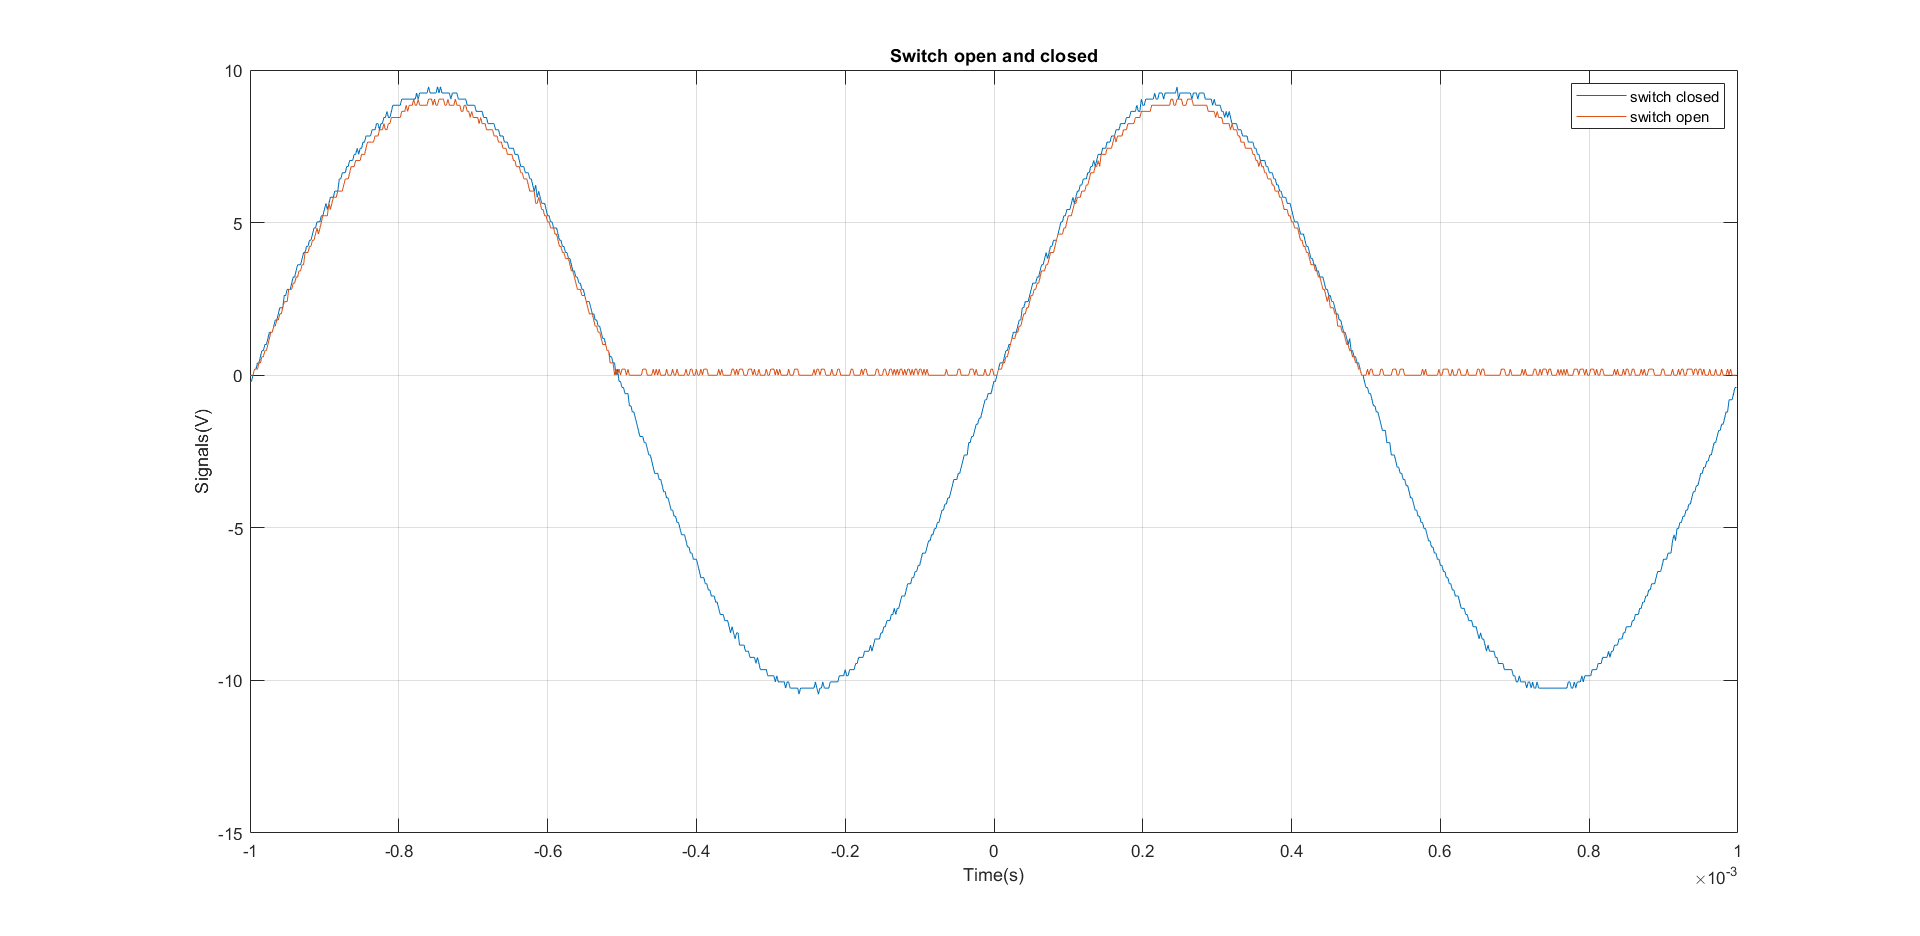 Switch open and closed
switch closed
switch open
10
5
0
-5
-10
-15
Signals(V)
-1 -0.8 -0.6 -0.4 -0.2 0 0.2 0.4 0.6 0.8 1
Time(s)
×10-3